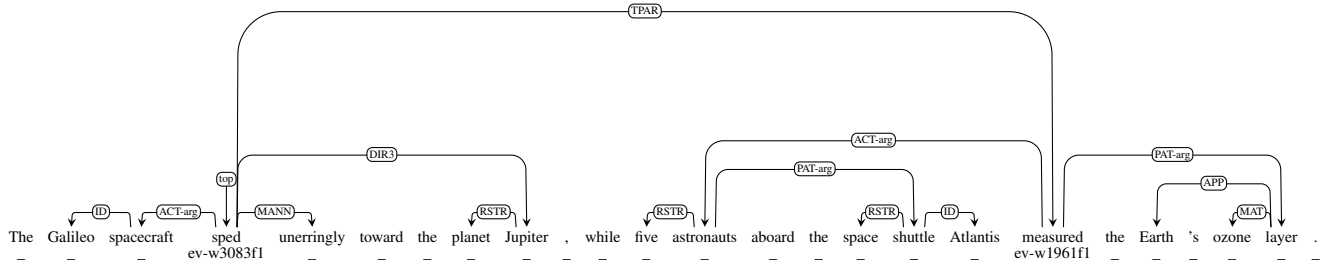 TPAR
ACT-arg
DIR3 PAT-arg
PAT-arg
top APP
ID ACT-arg MANN RSTR RSTR RSTR ID MAT
The Galileo spacecraft sped unerringly toward the planet Jupiter , while five astronauts aboard the space shuttle Atlantis measured the Earth 's ozone layer .
_ _ _ ev-w3083f1 _ _ _ _ _ _ _ _ _ _ _ _ _ _ ev-w1961f1 _ _ _ _ _ _